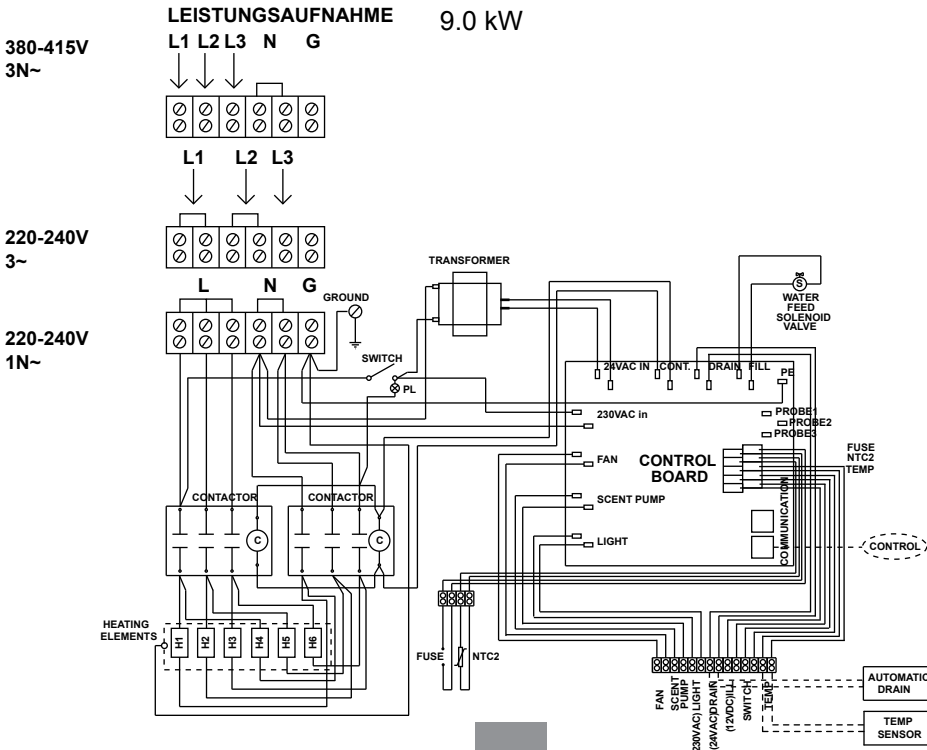 LEISTUNGSAUFNAHME 9.0 kW
380-415V
3N~
L1 L2 L3 N G
L1 L2 L3
220-240V
3~
L N G
220-240V
1N~
GROUND
TRANSFORMER
SWITCH
PL
S
WATER
FEED
SOLENOID
VALVE
24VAC IN CONT. DRAIN FILL
PE
230VAC in
PROBE1
PROBE2
PROBE3
FAN
CONTROL
BOARD
FUSE
NTC2
TEMP
SCENT PUMP
LIGHT
COMMUNICATION
CONTROL
CONTACTOR CONTACTOR
C C
HEATING
ELEMENTS
H1 H2 H3 H4 H5 H6
FUSE NTC2
FAN
SCENT
PUMP
230VAC) LIGHT
(24VAC)DRAIN
(12VDC)ILL
SWITCH
TEMP
AUTOMATIC
DRAIN
TEMP
SENSOR